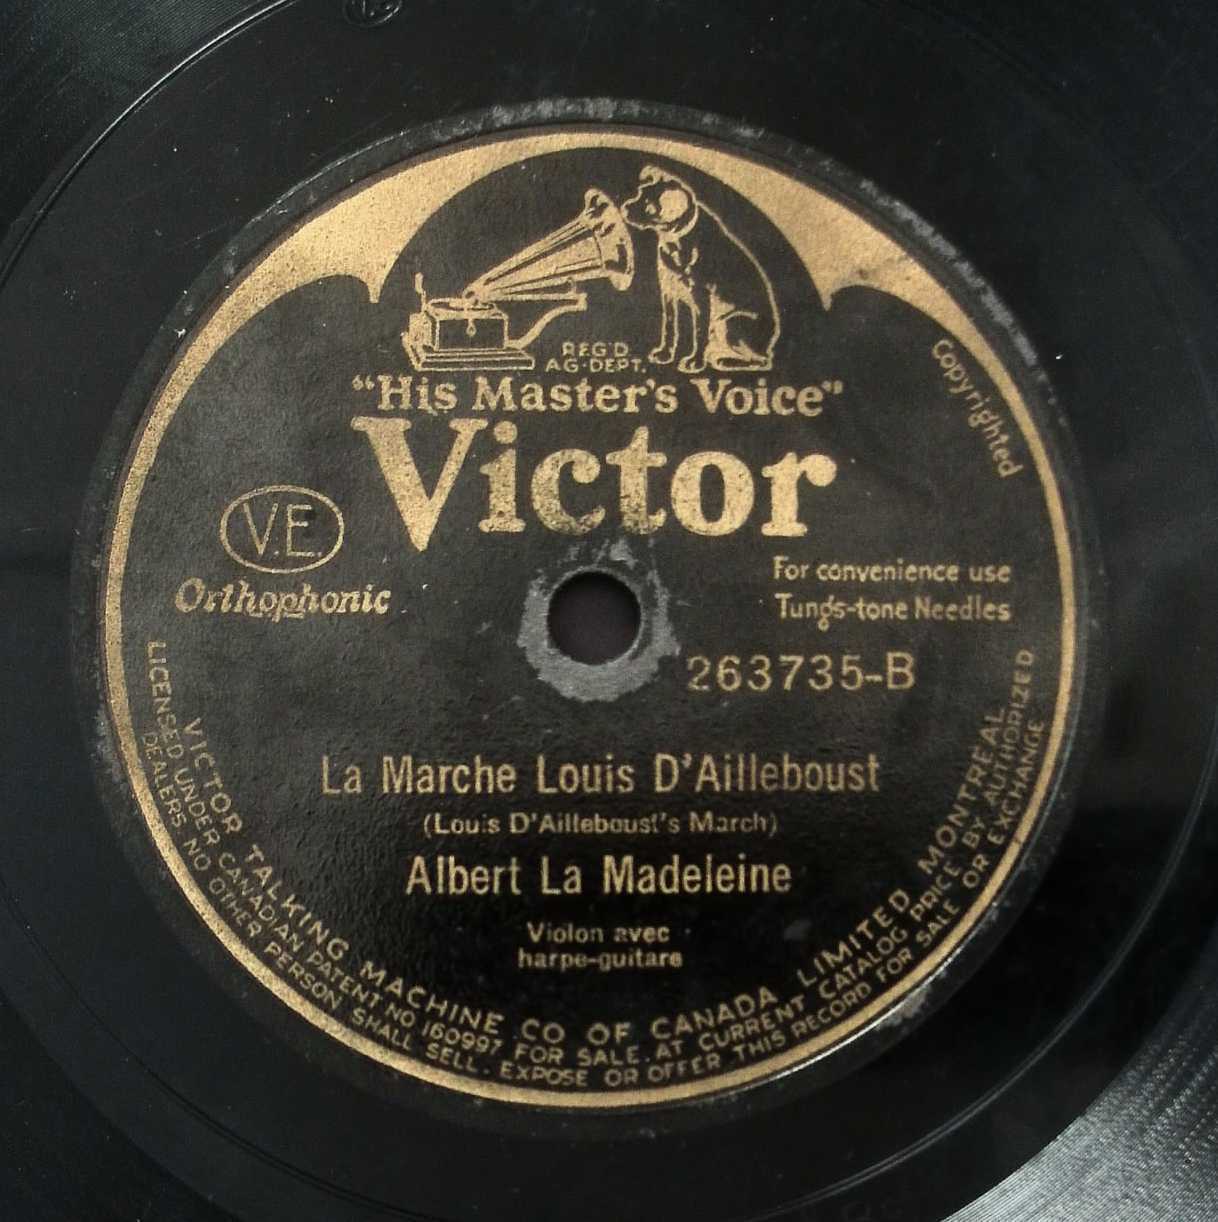 REG'D
AG·DEPT.
"His Master's Voice"
Victor
Copyrighted
V.E.
Orthophonic
For convenience use
Tungs-tone Needles
263735-B
La Marche Louis D'Ailleboust
(Louis D'Ailleboust's March)
Albert La Madeleine
Violon avec
harpe-guitare
VICTOR TALKING MACHINE CO OF CANADA, LIMITED, MONTREAL
LICENSED UNDER CANADIAN PATENT NO 160997. FOR SALE AT CURRENT CATALOG PRICE BY AUTHORIZED
DEALERS. NO OTHER PERSON SHALL SELL. EXPOSE OR OFFER THIS RECORD FOR SALE OR EXCHANGE